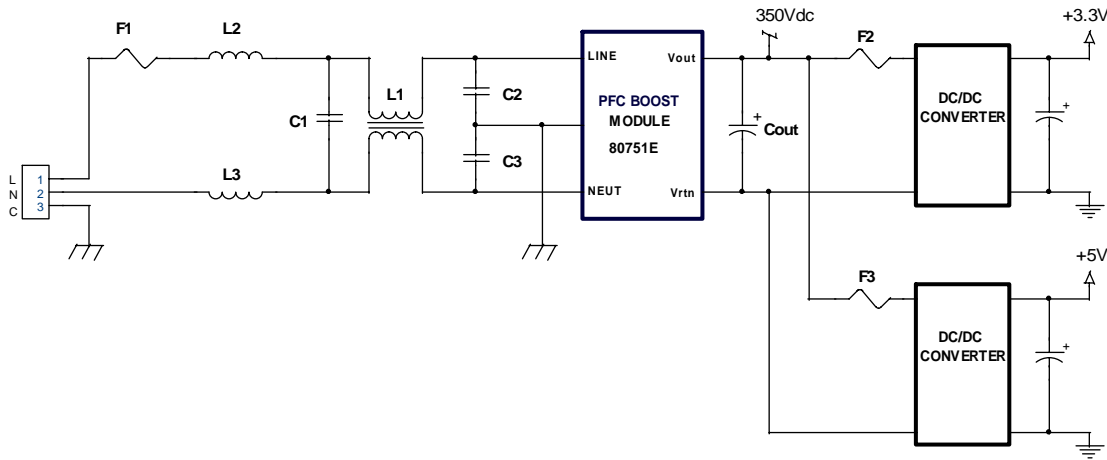 350Vdc
+3.3V
F1
L2
F2
LINE
Vout
L1
C2
PFC BOOST
MODULE
80751E
DC/DC
CONVERTER
+
C1
+
Cout
C3
L
N
C
1
2
3
L3
NEUT
Vrtn
+5V
F3
DC/DC
CONVERTER
+